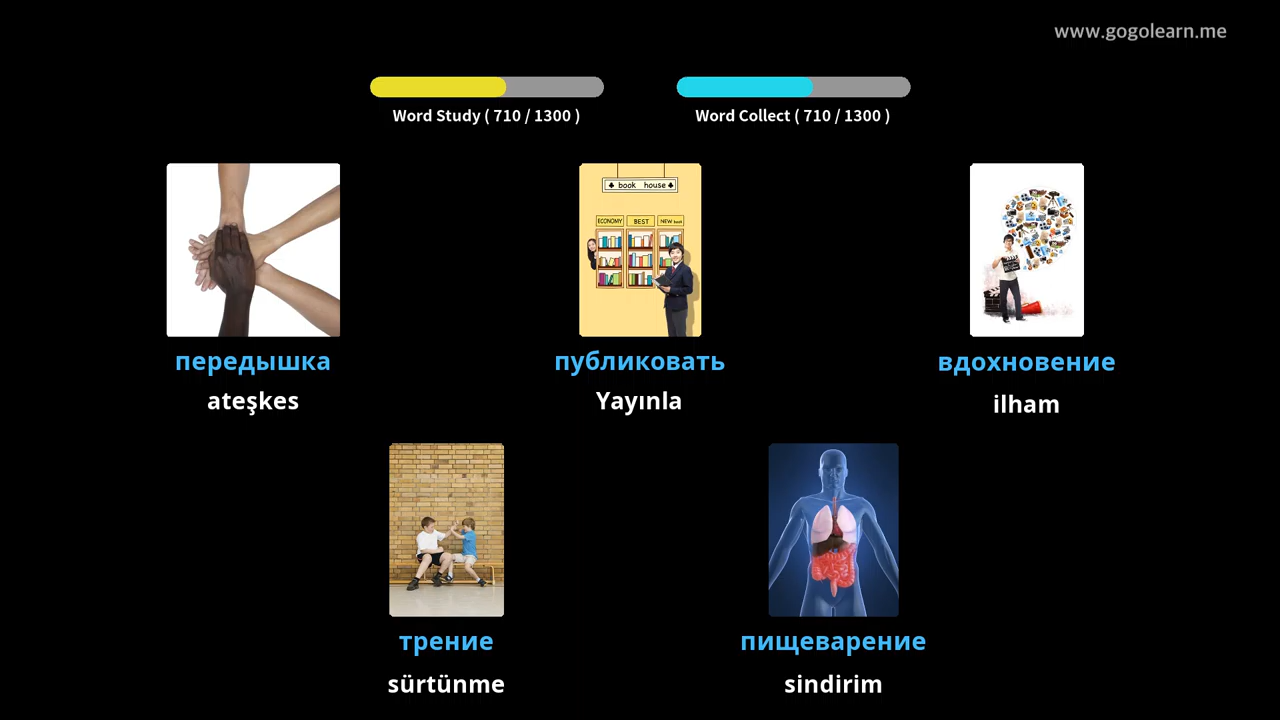 www.gogolearn.me
Word Study ( 710 / 1300 )
Word Collect ( 710 / 1300 )
♣ book house ♣
ECONOMY
BEST
NEW book
передышка
ateşkes
публиковать
Yayınla
вдохновение
ilham
трение
sürtünme
пищеварение
sindirim